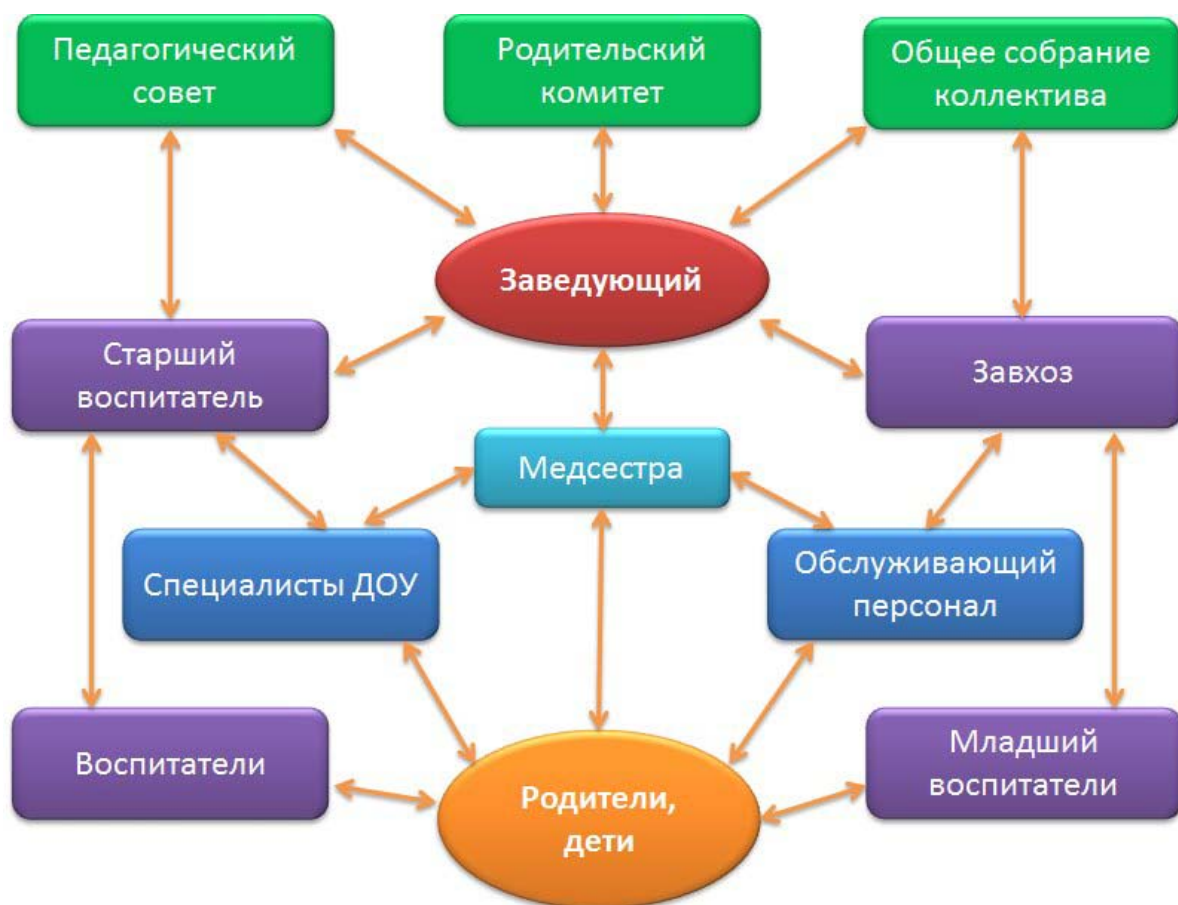 Педагогический
совет
Родительский
комитет
Общее собрание
коллектива
Заведующий
Старший
воспитатель
Завхоз
Медсестра
Специалисты ДОУ
Обслуживающий
персонал
Воспитатели
Родители,
дети
Младший
воспитатели